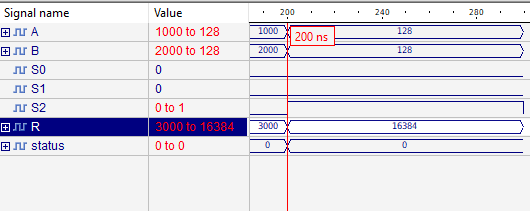 Signal name Value 200 240 280
A 1000 to 128 1000 128
200 ns
B 2000 to 128 2000 128
S0 0
S1 0
S2 0 to 1
R 3000 to 16384 3000 16384
status 0 to 0 0 0